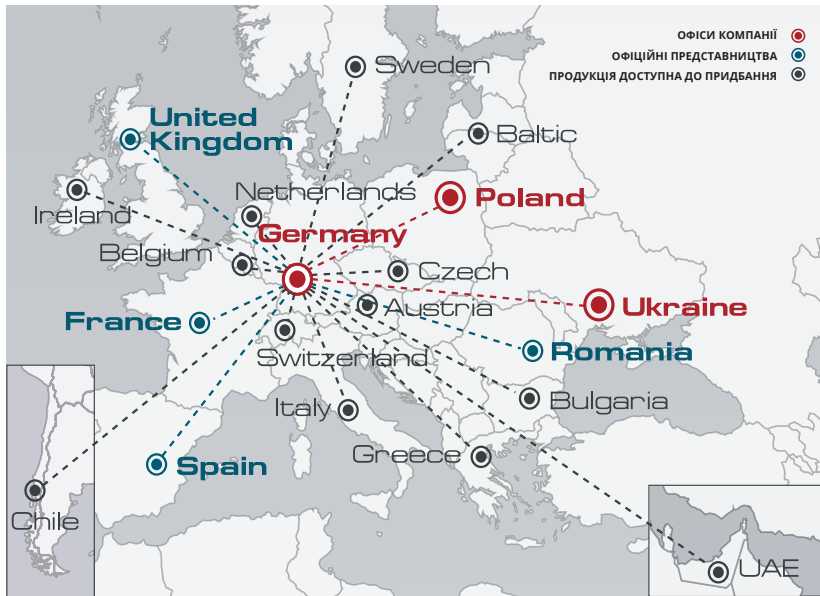 ОФІСИ КОМПАНІЇ
ОФІЦІЙНІ ПРЕДСТАВНИЦТВА
ПРОДУКЦІЯ ДОСТУПНА ДО ПРИДБАННЯ
Sweden
United
Kingdom
Baltic
Netherlands
Poland
Ireland
Germany
Belgium
Czech
Austria
Ukraine
France
Switzerland
Romania
Italy
Bulgaria
Greece
Spain
Chile
UAE